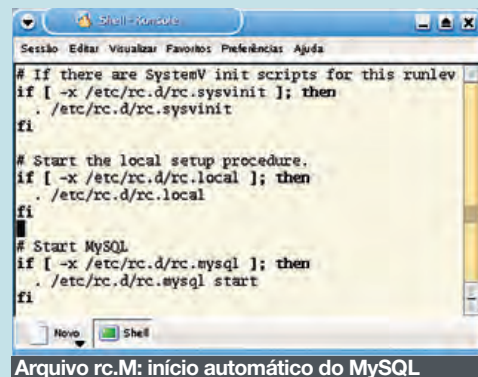 Shell - Konsole
Sessão Editar Visualizar Favoritos Preferências Ajuda
# If there are SystemV init scripts for this runlev
if [ -x /etc/rc.d/rc.sysvinit ]; then
. /etc/rc.d/rc.sysvinit
fi
# Start the local setup procedure.
if [ -x /etc/rc.d/rc.local ]; then
. /etc/rc.d/rc.local
fi
# Start MySQL
if [ -x /etc/rc.d/rc.mysql ]; then
. /etc/rc.d/rc.mysql start
fi
Novo Shell
Arquivo rc.M: início automático do MySQL